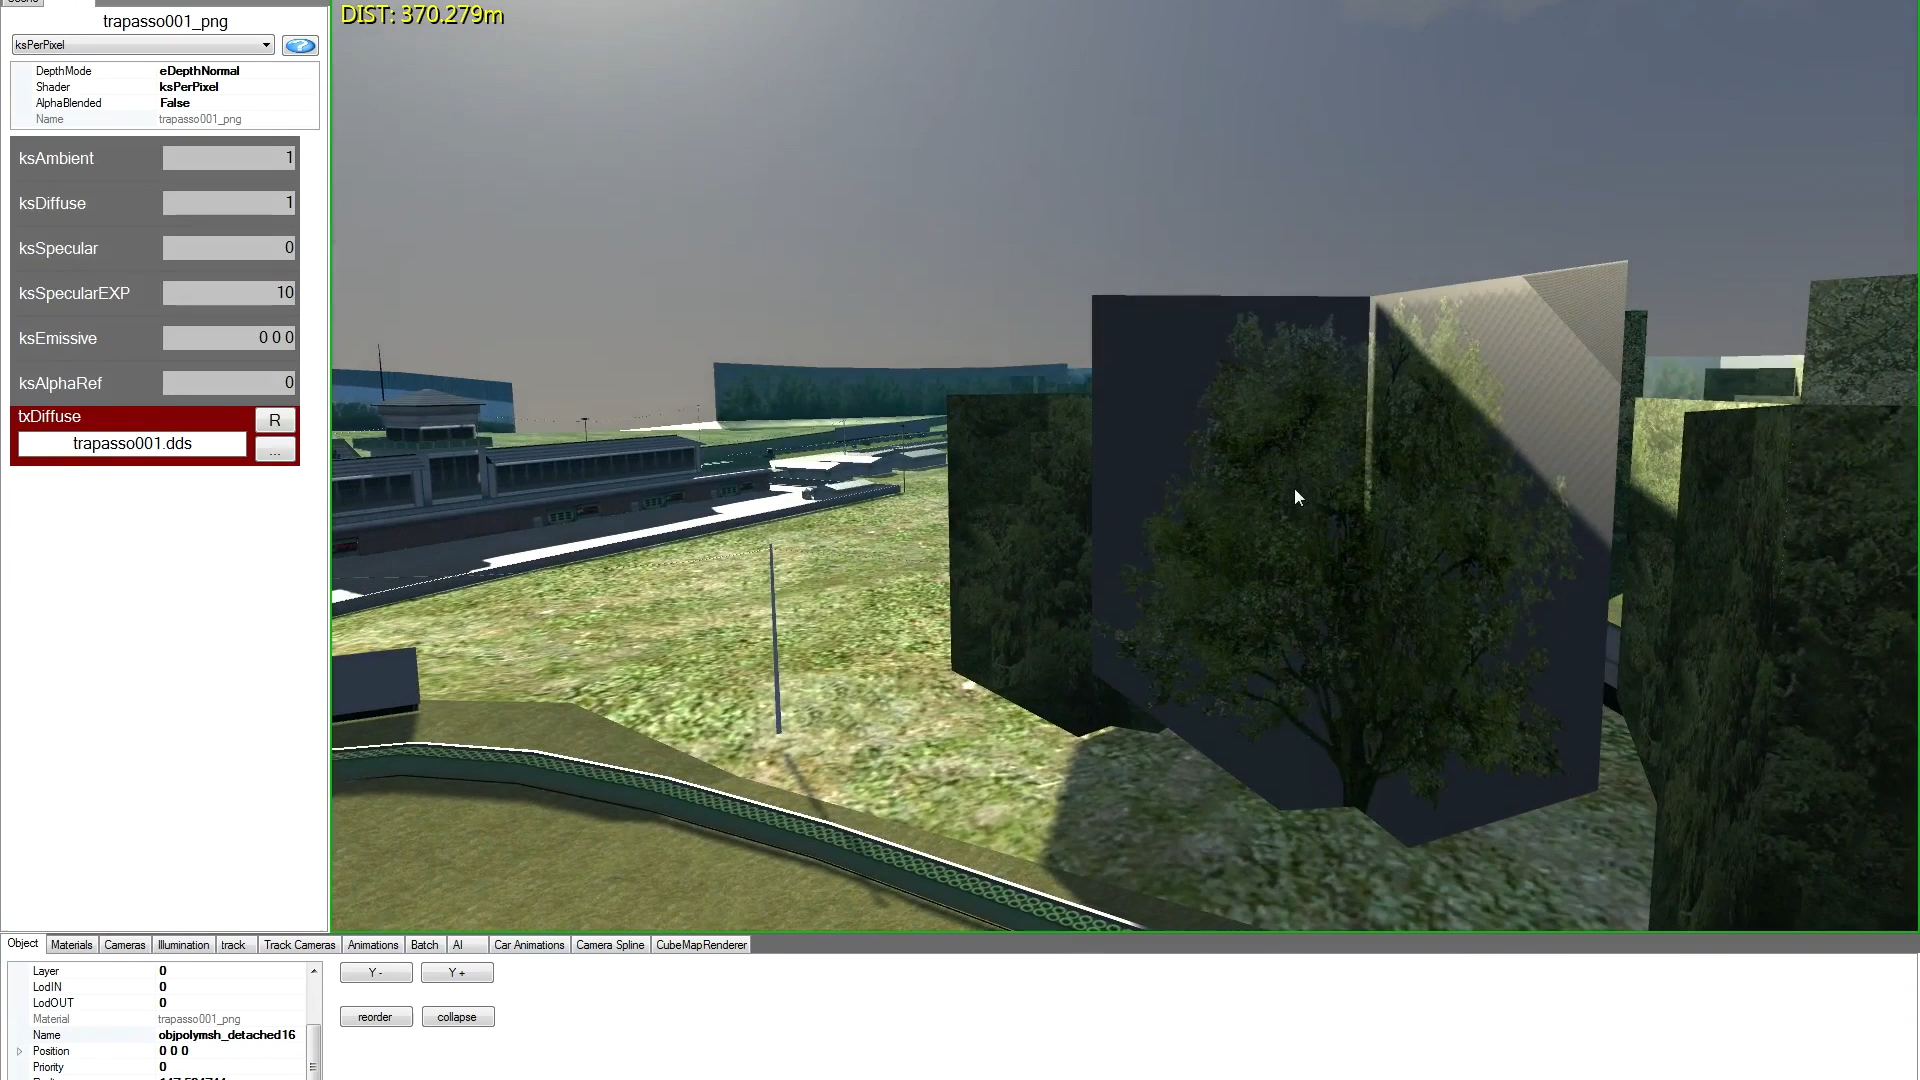 trapasso001_png
ksPerPixel
DepthMode eDepthNormal
Shader ksPerPixel
AlphaBlended False
Name trapasso001_png
ksAmbient 1
ksDiffuse 1
ksSpecular 0
ksSpecularEXP 10
ksEmissive 0 0 0
ksAlphaRef 0
txDiffuse R
trapasso001.dds ...
DIST: 370.279m
Object Materials Cameras Illumination track Track Cameras Animations Batch AI Car Animations Camera Spline CubeMapRenderer
Layer 0
LodIN 0
LodOUT 0
Material trapasso001_png
Name objpolymsh_detached16
Position 0 0 0
Priority 0
Y - Y +
reorder collapse